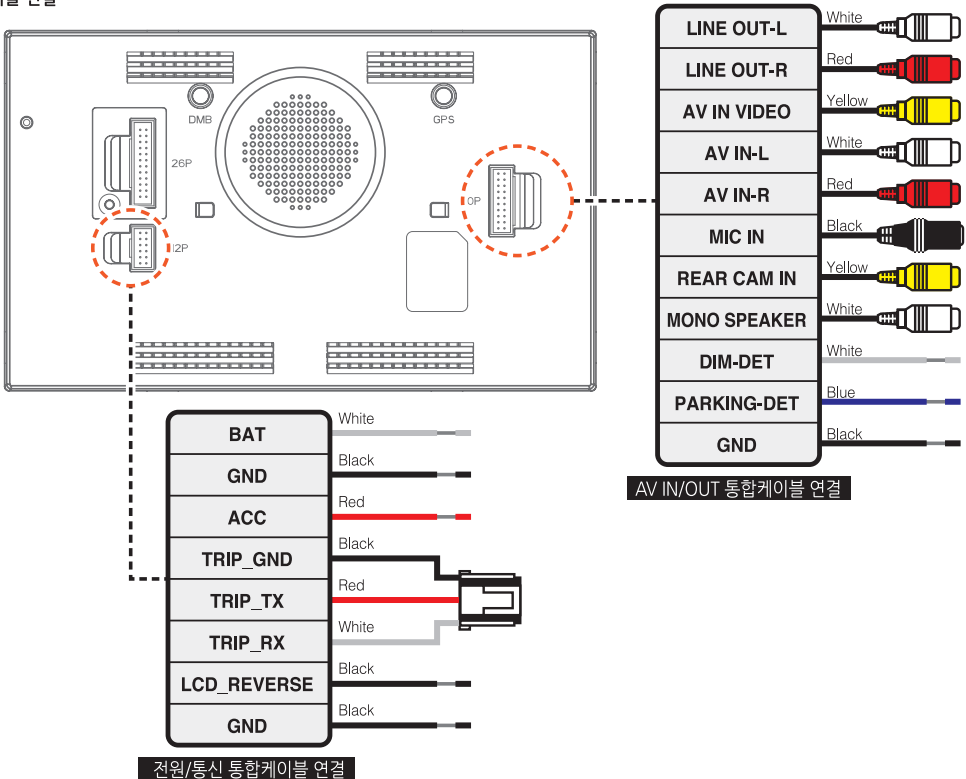 블 연결
DMB
GPS
26P
12P
0P
LINE OUT-L White
LINE OUT-R Red
AV IN VIDEO Yellow
AV IN-L White
AV IN-R Red
MIC IN Black
REAR CAM IN Yellow
MONO SPEAKER White
DIM-DET White
PARKING-DET Blue
GND Black
AV IN/OUT 통합케이블 연결
BAT White
GND Black
ACC Red
TRIP_GND Black
TRIP_TX Red
TRIP_RX White
LCD_REVERSE Black
GND Black
전원/통신 통합케이블 연결